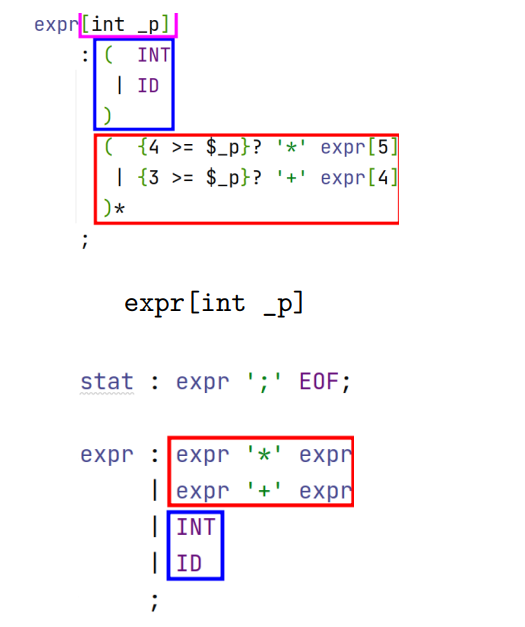 expr[int _p]
: ( INT
| ID
)
( {4 >= $_p}? '*' expr[5]
| {3 >= $_p}? '+' expr[4]
)*
;
expr[int _p]
stat : expr ';' EOF;
expr : expr '*' expr
| expr '+' expr
| INT
| ID
;